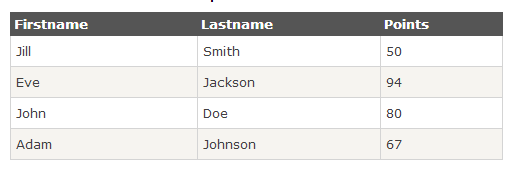 Firstname Lastname Points
Jill Smith 50
Eve Jackson 94
John Doe 80
Adam Johnson 67